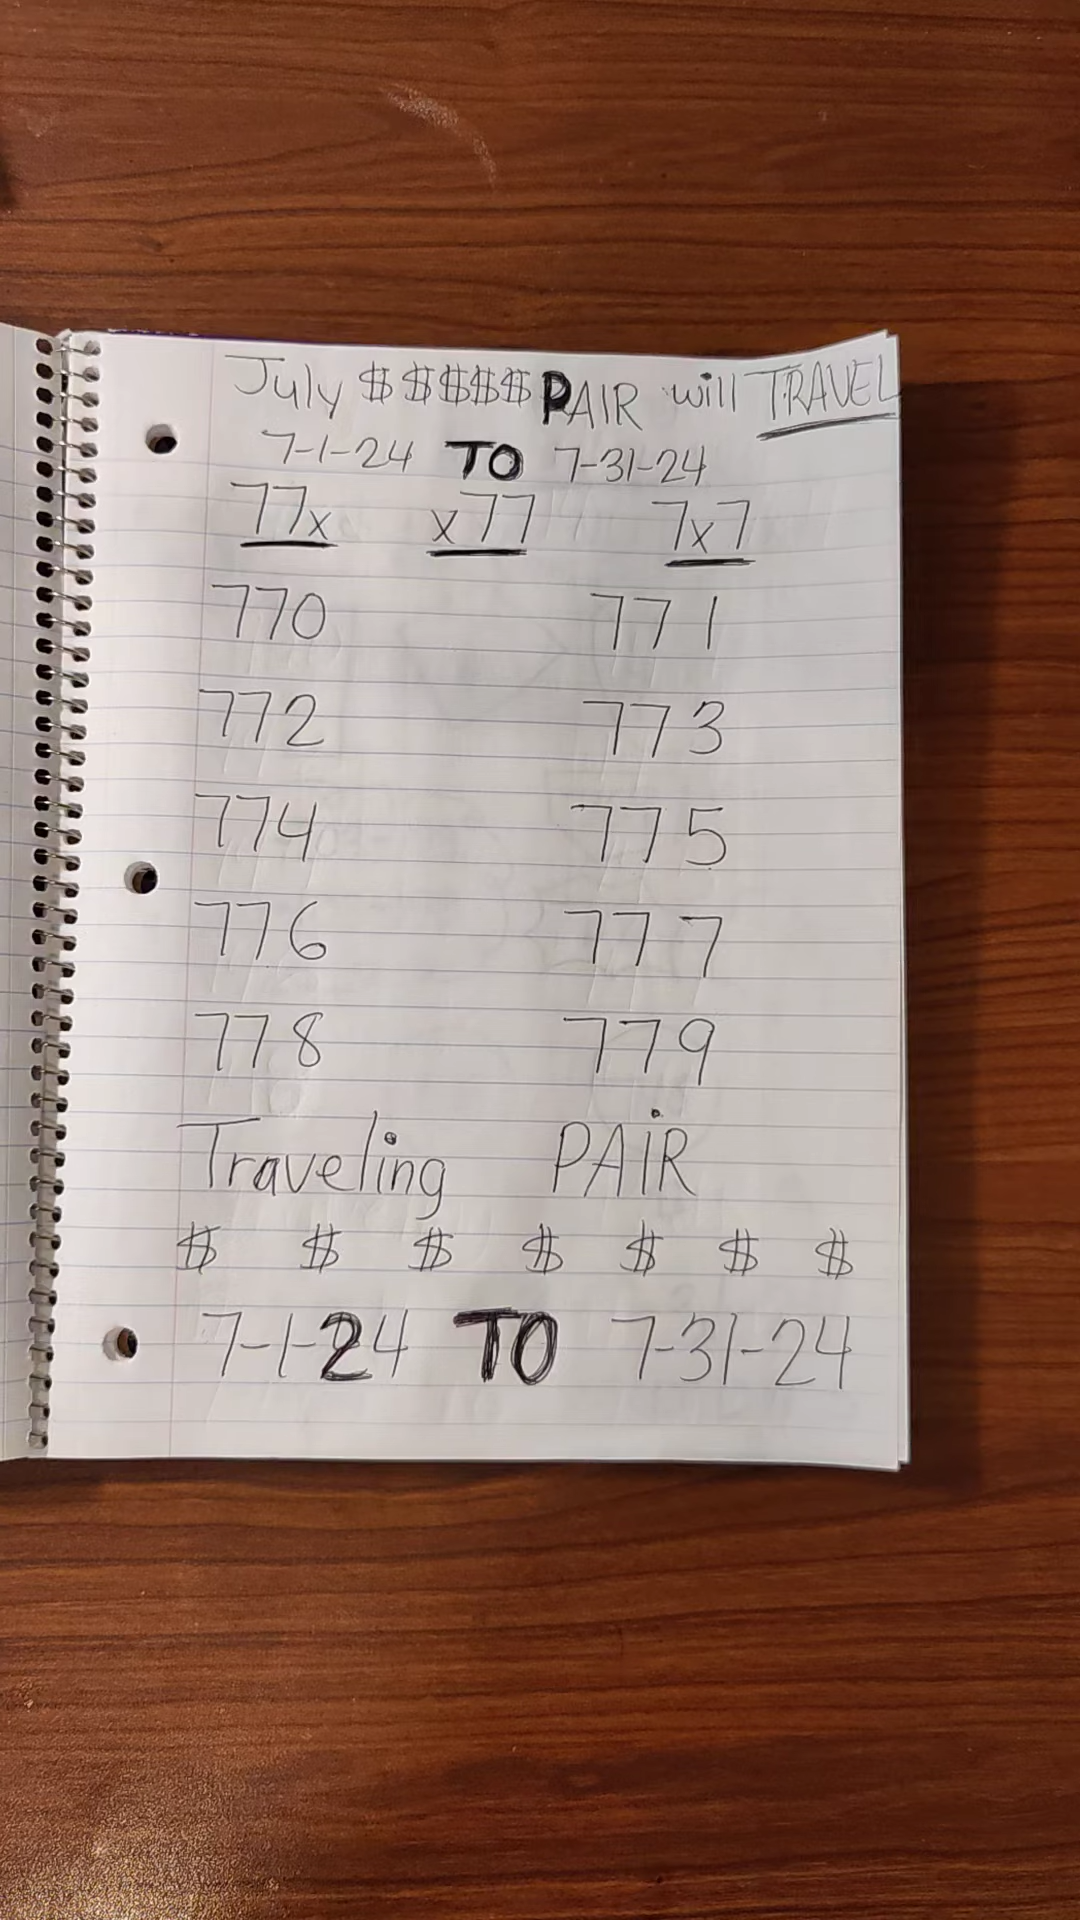 July $ $ $ $ $ PAIR will TRAVEL
7-1-24 TO 7-31-24
77x x77 7x7
770 771
772 773
774 775
776 777
778 779
Traveling PAiR
$ $ $ $ $ $ $
7-1-24 TO 7-31-24